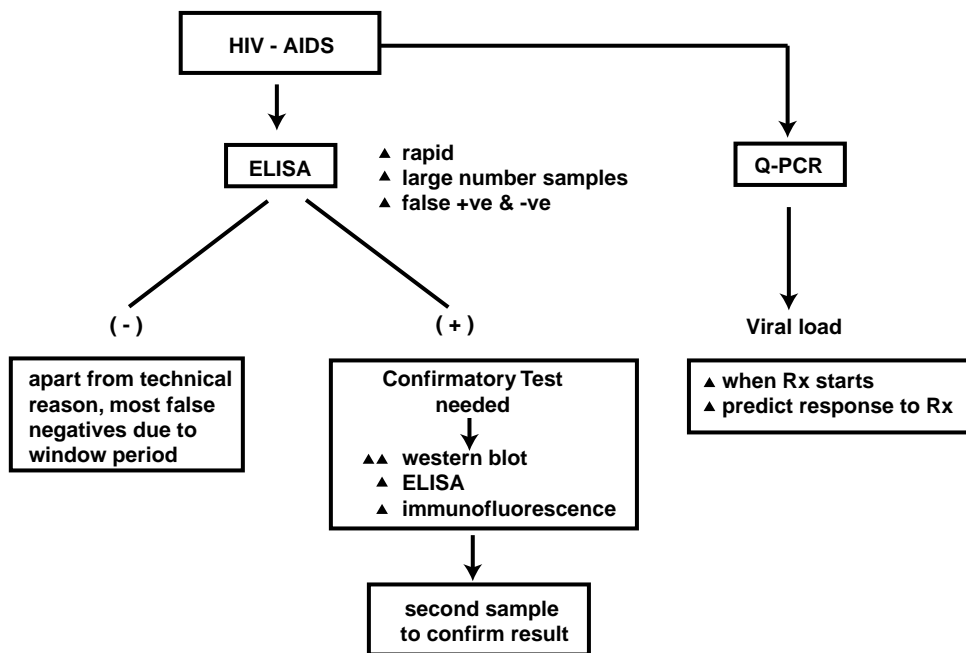 HIV - AIDS
ELISA
▲ rapid
▲ large number samples
▲ false +ve & -ve
Q-PCR
( - )
( + )
Viral load
apart from technical
reason, most false
negatives due to
window period
Confirmatory Test
needed
▲▲ western blot
▲ ELISA
▲ immunofluorescence
▲ when Rx starts
▲ predict response to Rx
second sample
to confirm result